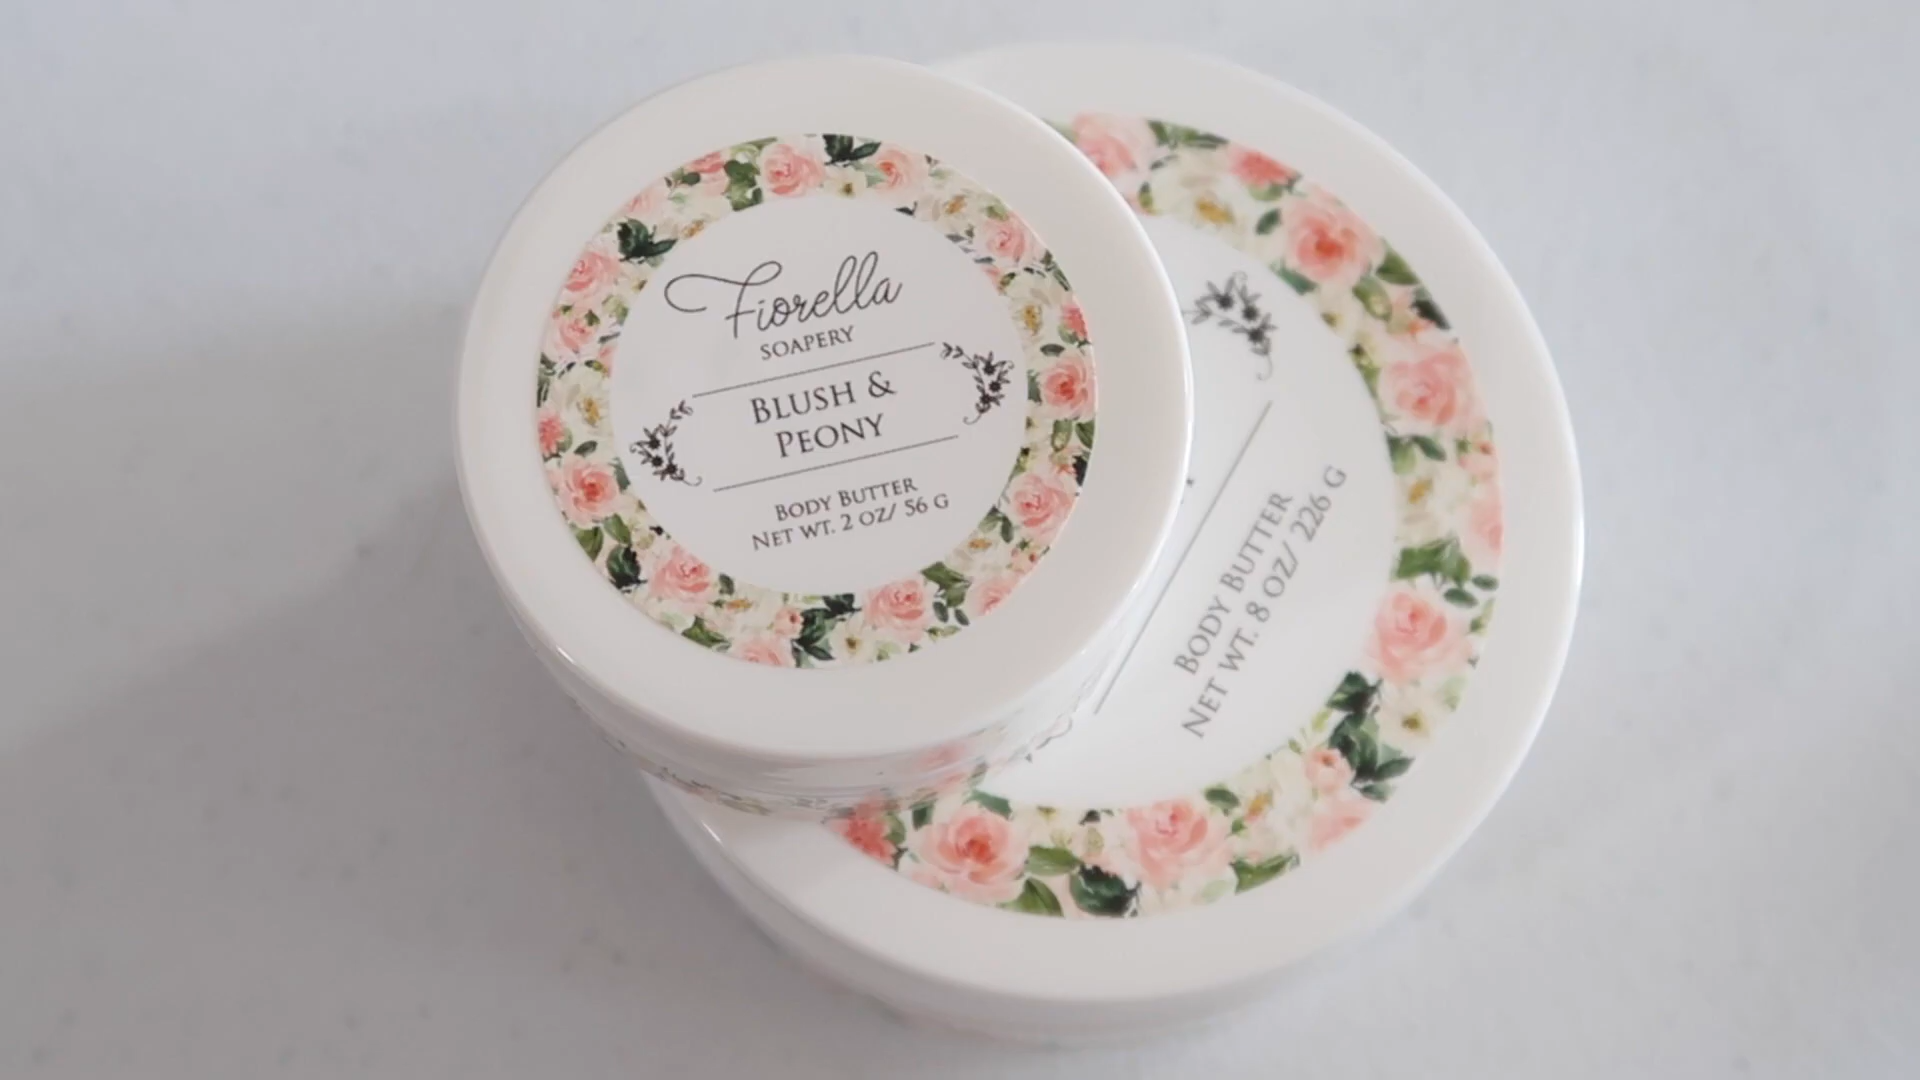 Fiorella
SOAPERY
BLUSH &
PEONY
BODY BUTTER
NET WT. 2 OZ/ 56 G
BODY BUTTER
NET WT. 8 OZ/ 226 G